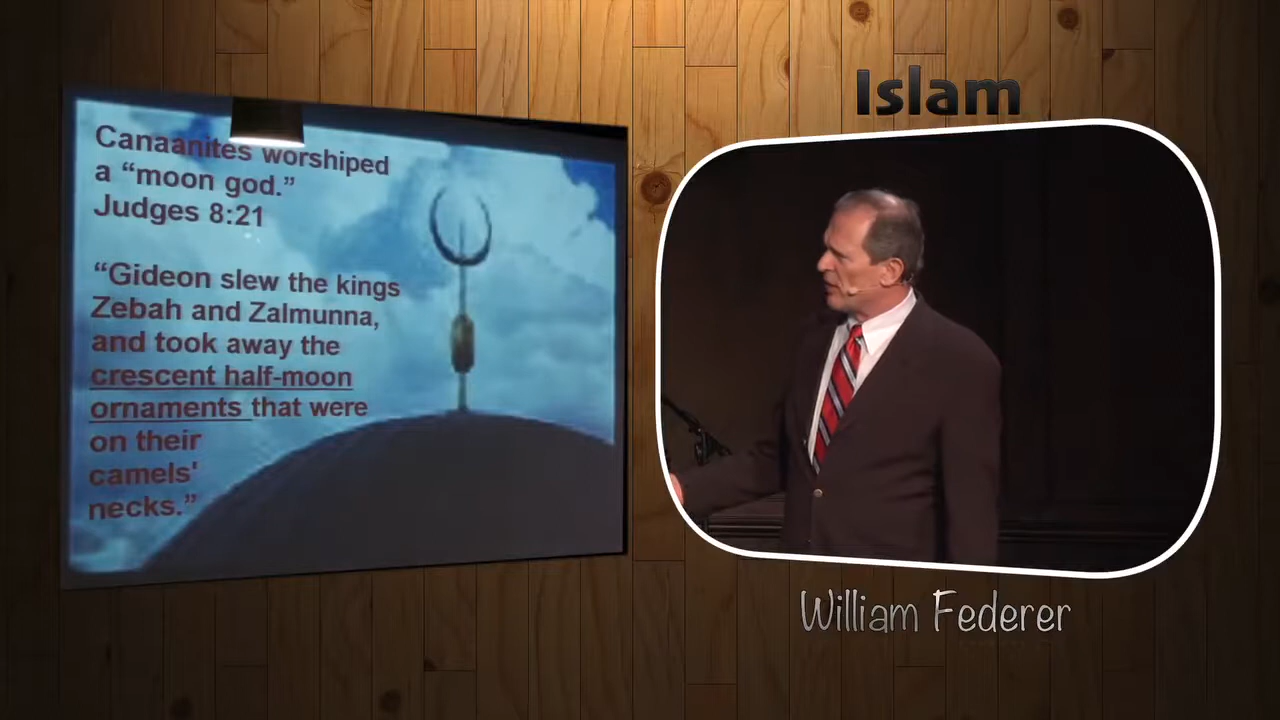 Canaanites worshiped
a “moon god.”
Judges 8:21
“Gideon slew the kings
Zebah and Zalmunna,
and took away the
crescent half-moon
ornaments that were
on their
camels'
necks.”
Islam
William Federer